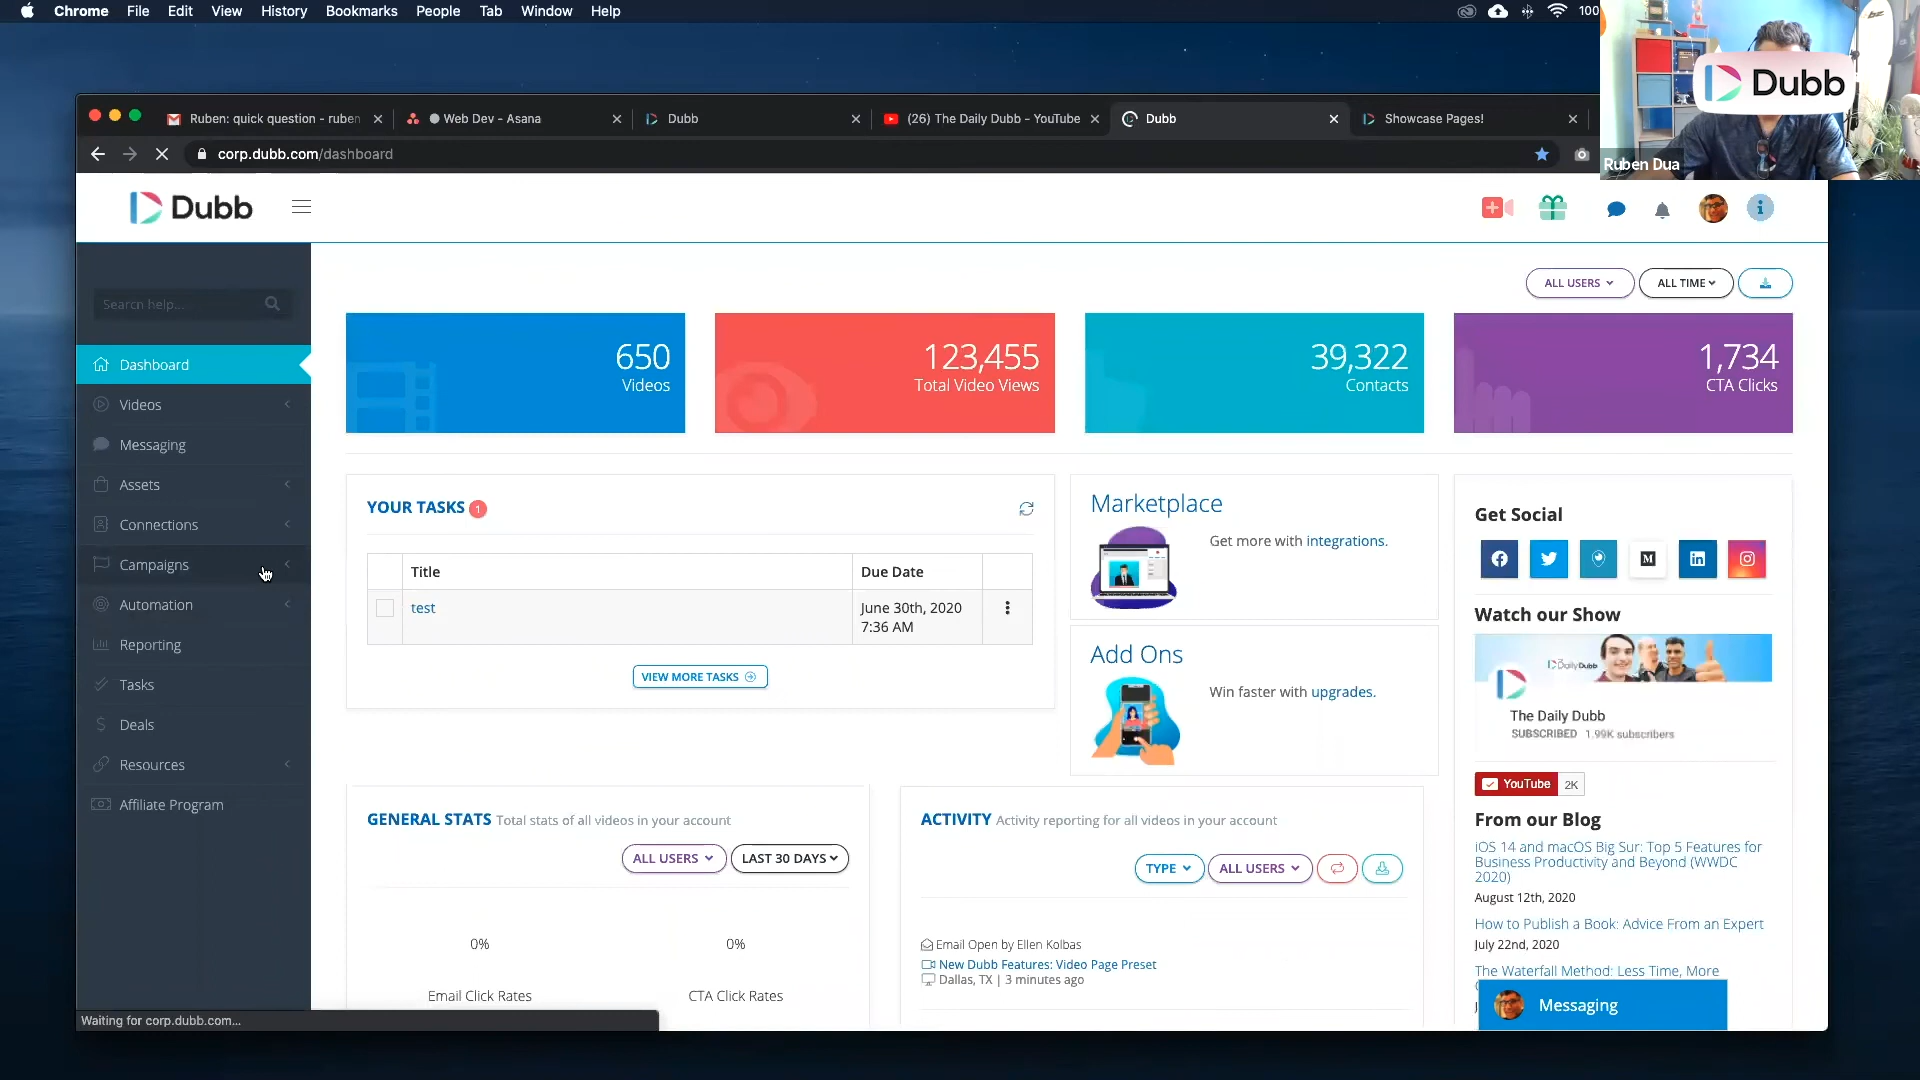 Chrome File Edit View History Bookmarks People Tab Window Help
100
Dubb
Ruben Dua
Ruben: quick question - ruben
Web Dev - Asana
Dubb
(26) The Daily Dubb - YouTube
Dubb
Showcase Pages!
corp.dubb.com/dashboard
Dubb
Search help...
Dashboard
Videos
Messaging
Assets
Connections
Campaigns
Automation
Reporting
Tasks
Deals
Resources
Affiliate Program
ALL USERS
ALL TIME
650
Videos
123,455
Total Video Views
39,322
Contacts
1,734
CTA Clicks
YOUR TASKS 1
Title
Due Date
test
June 30th, 2020
7:36 AM
VIEW MORE TASKS
Marketplace
Get more with integrations.
Add Ons
Win faster with upgrades.
GENERAL STATS Total stats of all videos in your account
ALL USERS
LAST 30 DAYS
0%
0%
Email Click Rates
CTA Click Rates
ACTIVITY Activity reporting for all videos in your account
TYPE
ALL USERS
Email Open by Ellen Kolbas
New Dubb Features: Video Page Preset
Dallas, TX | 3 minutes ago
Get Social
Watch our Show
The Daily Dubb
The Daily Dubb
SUBSCRIBED 1.99K subscribers
YouTube 2K
From our Blog
iOS 14 and macOS Big Sur: Top 5 Features for
Business Productivity and Beyond (WWDC
2020)
August 12th, 2020
How to Publish a Book: Advice From an Expert
July 22nd, 2020
The Waterfall Method: Less Time, More
Messaging
Waiting for corp.dubb.com...